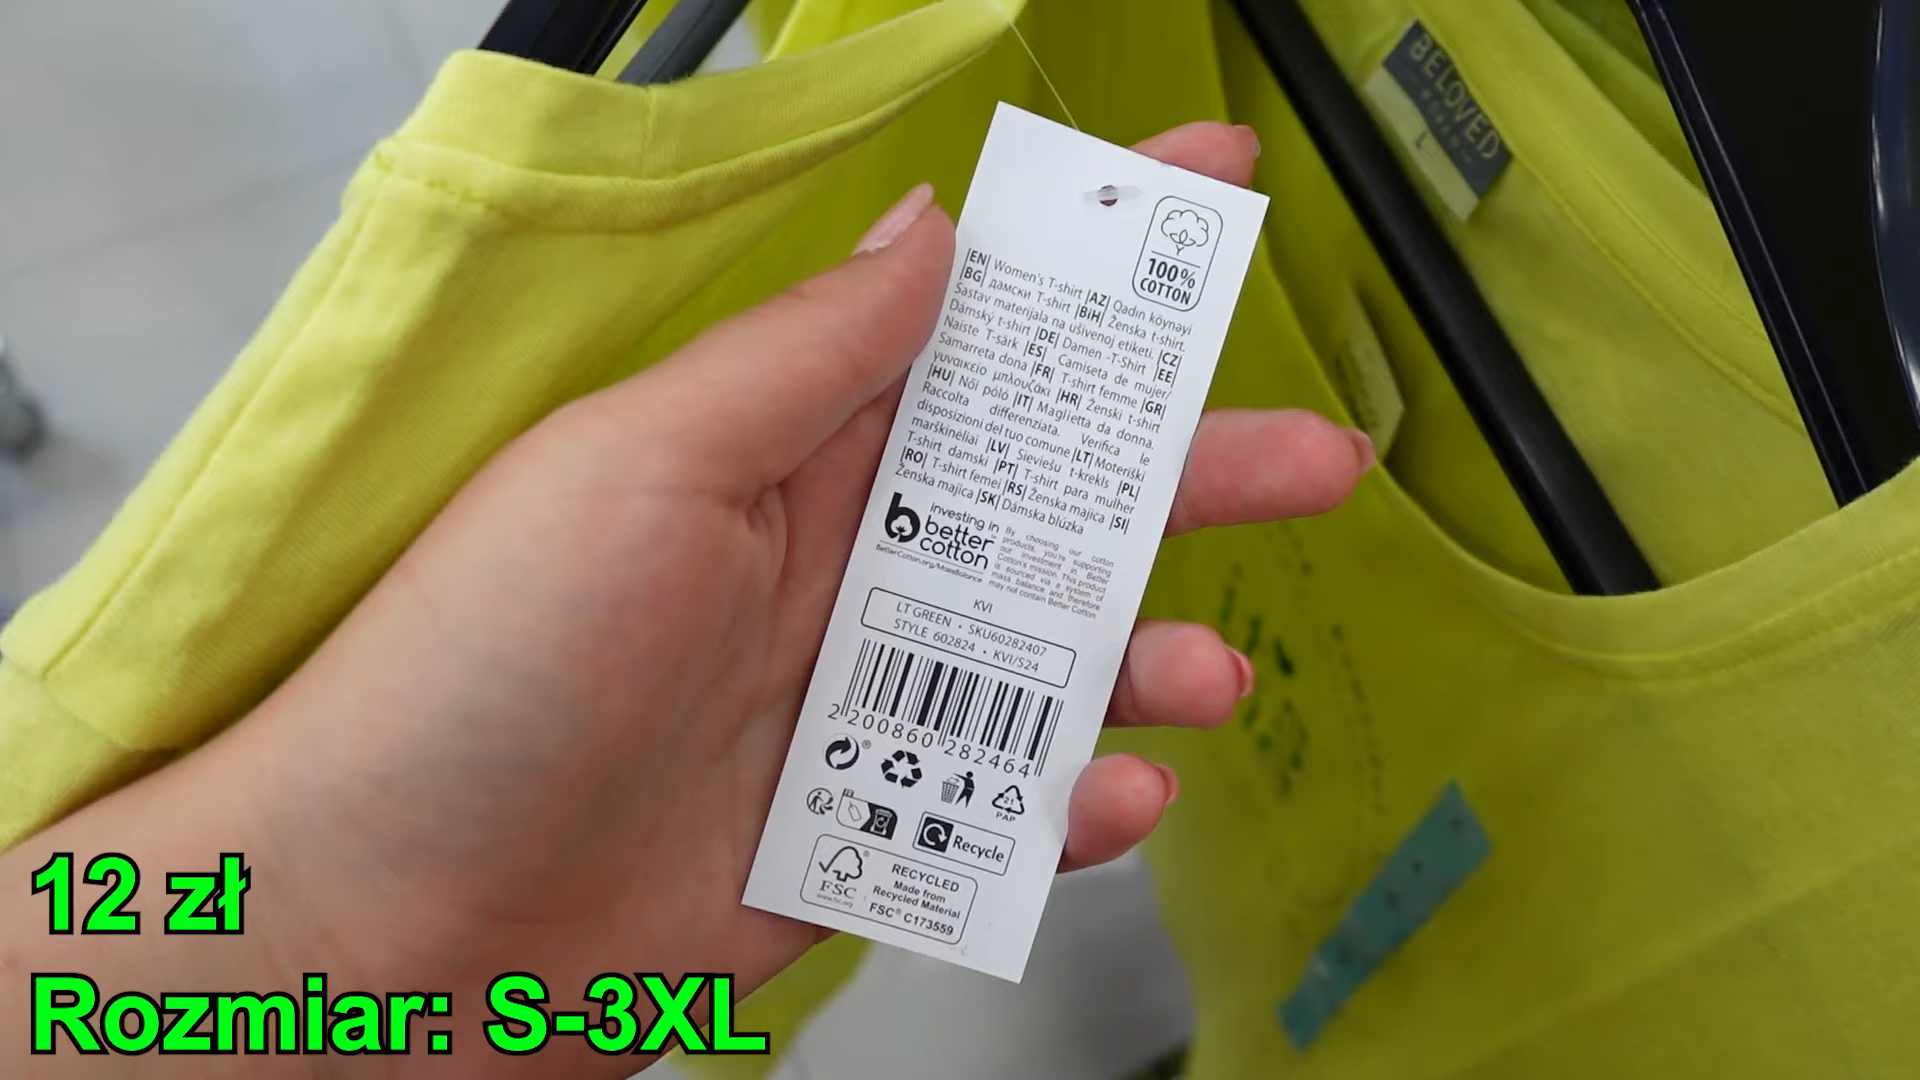 BELOVED
L
100%
COTTON
|EN| Women's T-shirt |AZ| Qadın köynəyi
|BG| дамски T-shirt |BiH| Ženska t-shirt.
Sastav materijala na ušivenoj etiketi. |CZ|
Dámský t-shirt |DE| Damen -T-Shirt |EE|
Naiste T-särk |ES| Camiseta de mujer/
Samarreta dona |FR| T-shirt femme |GR|
γυναικείο μπλουζάκι |HR| Ženski t-shirt
|HU| Női póló |IT| Maglietta da donna.
Raccolta differenziata. Verifica le
disposizioni del tuo comune |LT| Moteriški
marškinėliai |LV| Sieviešu t-krekls |PL|
T-shirt damski |PT| T-shirt para mulher
|RO| T-shirt femei |RS| Ženska majica |SI|
Ženska majica |SK| Dámska blúzka
investing in
better
cotton
BetterCotton.org/MassBalance
By choosing our cotton
products, you're supporting
our investment in Better
Cotton's mission. This product
is sourced via a system of
mass balance and therefore
may not contain Better Cotton.
KVI
LT GREEN • SKU60282407
STYLE 602824 • KVI/S24
2 200860 282464
21
PAP
Recycle
FSC
www.fsc.org
RECYCLED
Made from
Recycled Material
FSC® C173559
12 zł
Rozmiar: S-3XL